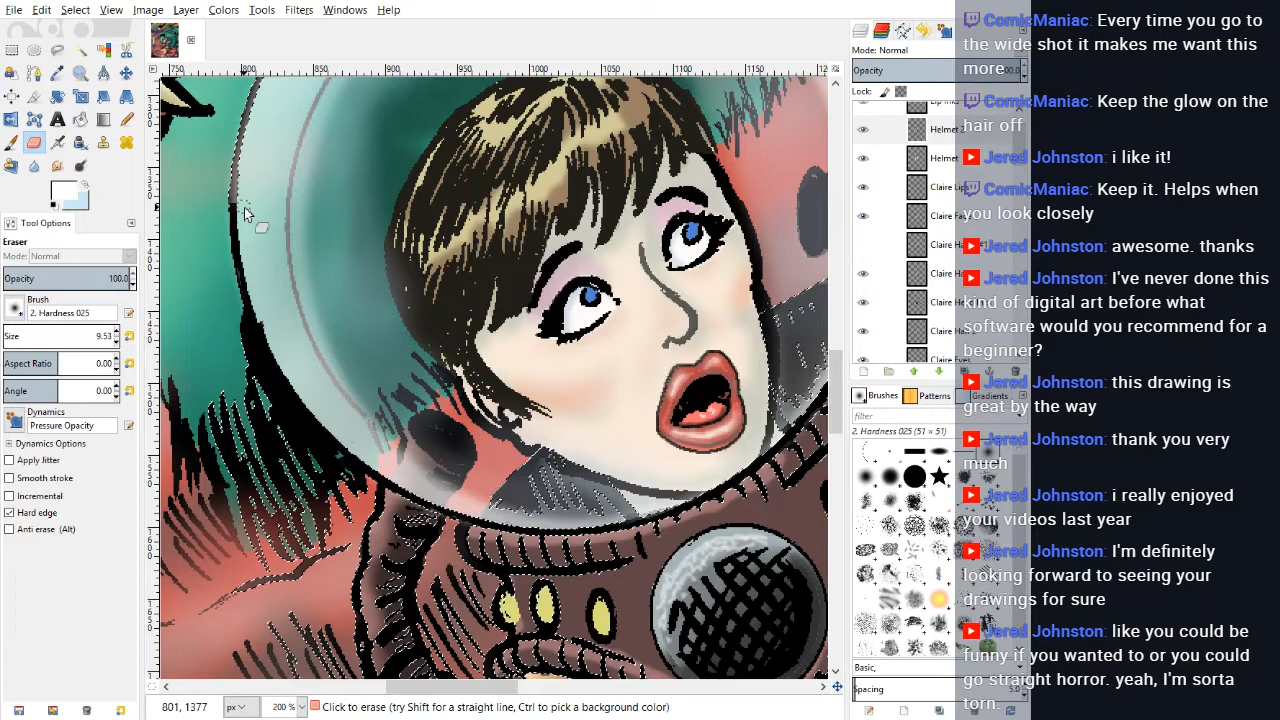 File Edit Select View Image Layer Colors Tools Filters Windows Help
Tool Options
Eraser
Mode: Normal
Opacity 100.0
Brush
2. Hardness 025
Size 9.53
Aspect Ratio 0.00
Angle 0.00
Dynamics
Pressure Opacity
Dynamics Options
Apply Jitter
Smooth stroke
Incremental
Hard edge
Anti erase (Alt)
750 800 850 900 950 1000 1050 1100 1150
801, 1377 px 100 % Click to erase (try Shift for a straight line, Ctrl to pick a background color)
Mode: Normal
Opacity
Lock:
Lip Inks
Helmet
Helmet
Claire Lip
Brushes Patterns Gradients
filter
2. Hardness 025 (51 × 51)
Basic,
Spacing 5.0
ComicManiac: Every time you go to
the wide shot it makes me want this
more
ComicManiac: Keep the glow on the
hair off
Jered Johnston: i like it!
ComicManiac: Keep it. Helps when
you look closely
Jered Johnston: awesome. thanks
Jered Johnston: I've never done this
kind of digital art before what
software would you recommend for a
beginner?
Jered Johnston: this drawing is
great by the way
Jered Johnston: thank you very
much
Jered Johnston: i really enjoyed
your videos last year
Jered Johnston: I'm definitely
looking forward to seeing your
drawings for sure
Jered Johnston: like you could be
funny if you wanted to or you could
go straight horror. yeah, I'm sorta
torn.